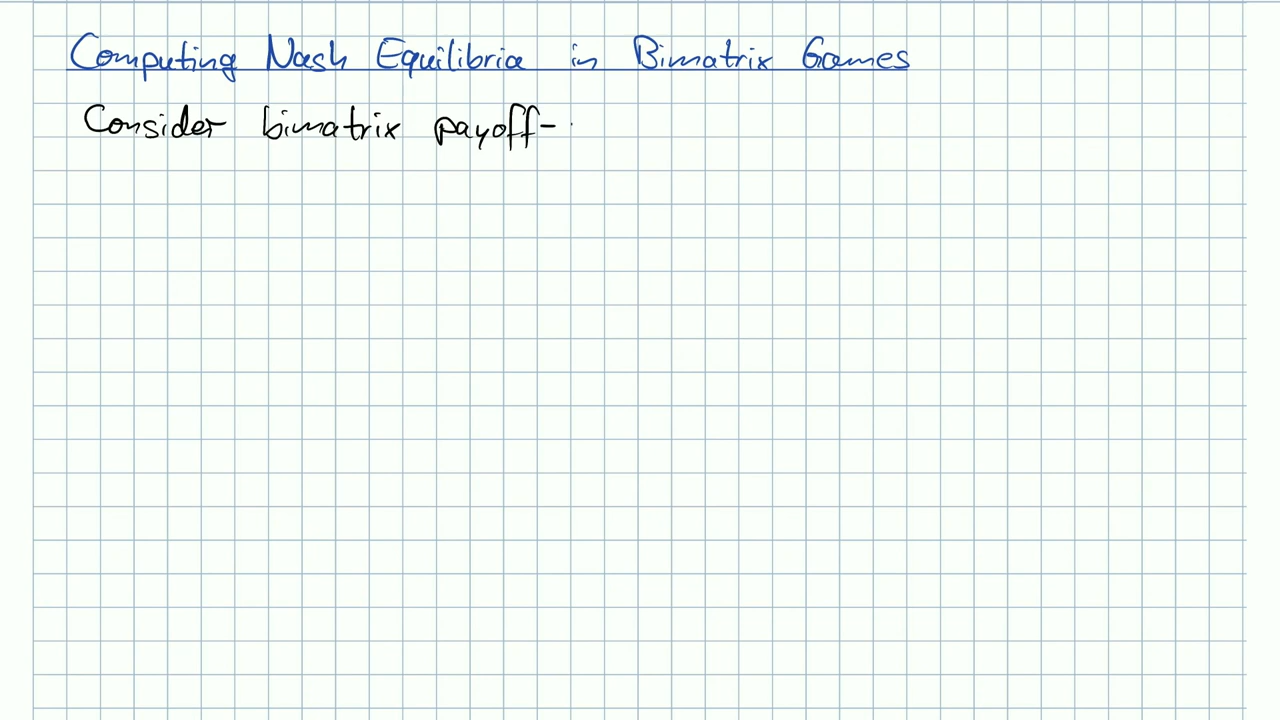 Computing Nash Equilibria in Bimatrix Games
Consider bimatrix payoff-